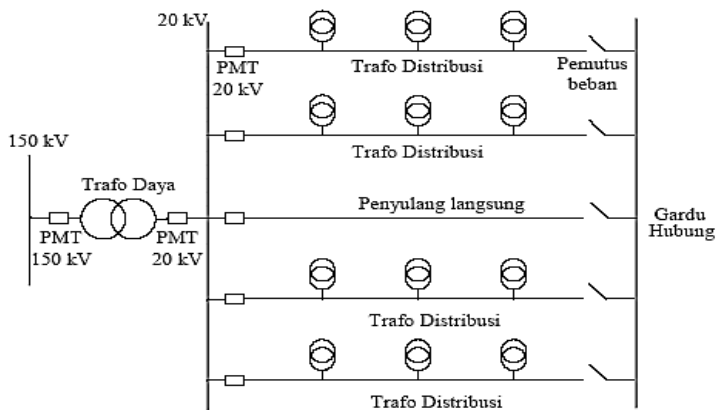 20 kV
PMT
20 kV
Trafo Distribusi
Pemutus
beban
Trafo Distribusi
150 kV
Trafo Daya
PMT
150 kV
PMT
20 kV
Penyulang langsung
Gardu
Hubung
Trafo Distribusi
Trafo Distribusi